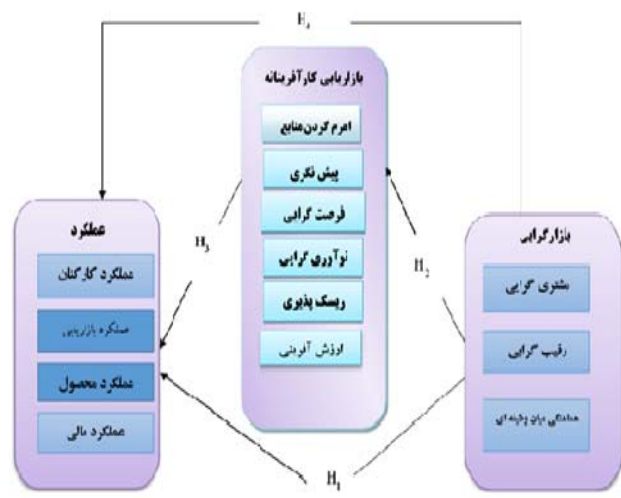 H4
بازاریابی کارآفرینانه
اهرم کردن منابع
پیش نگری
فرصت گرایی
نوآوری گرایی
ریسک پذیری
ارزش آفرینی
بازارگرایی
مشتری گرایی
رقیب گرایی
هماهنگی میان وظیفه ای
عملکرد
عملکرد کارکنان
عملکرد بازاریابی
عملکرد محصول
عملکرد مالی
H3
H2
H1